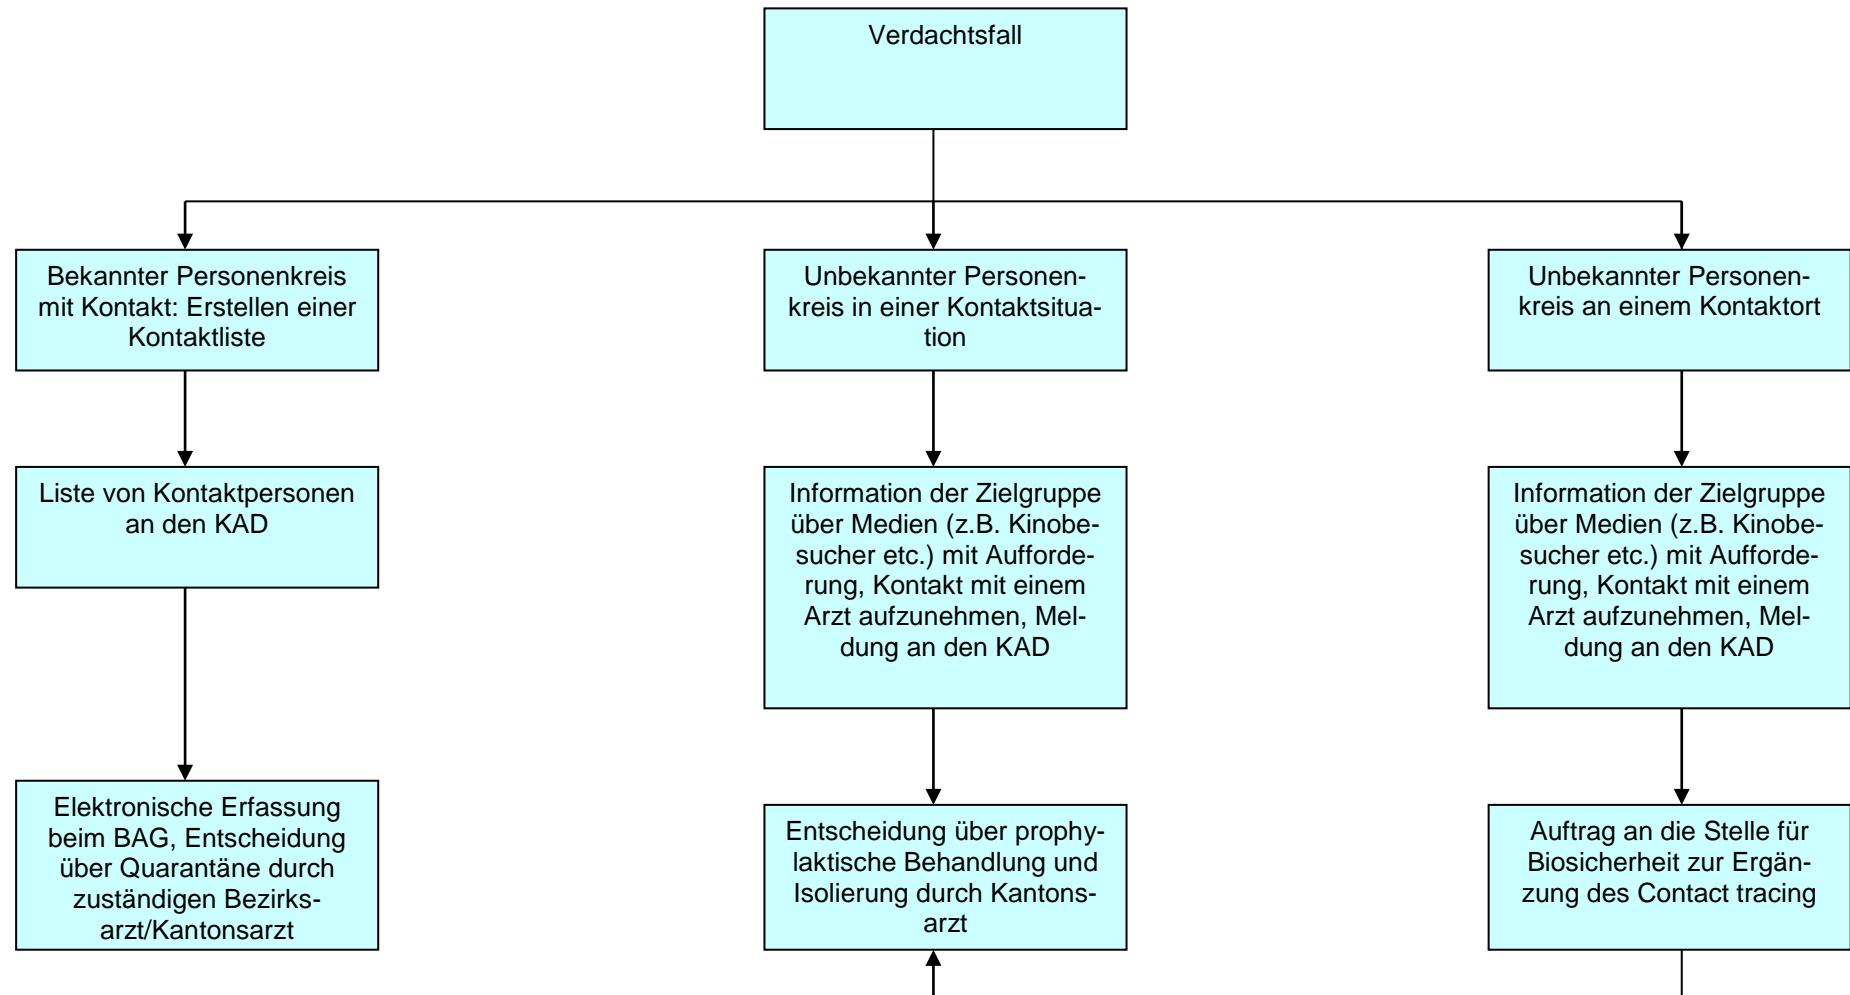 Verdachtsfall
Bekannter Personenkreis
mit Kontakt: Erstellen einer
Kontaktliste
Unbekannter Personen-
kreis in einer Kontaktsitua-
tion
Unbekannter Personen-
kreis an einem Kontaktort
Liste von Kontaktpersonen
an den KAD
Information der Zielgruppe
über Medien (z.B. Kinobe-
sucher etc.) mit Aufforde-
rung, Kontakt mit einem
Arzt aufzunehmen, Mel-
dung an den KAD
Information der Zielgruppe
über Medien (z.B. Kinobe-
sucher etc.) mit Aufforde-
rung, Kontakt mit einem
Arzt aufzunehmen, Mel-
dung an den KAD
Elektronische Erfassung
beim BAG, Entscheidung
über Quarantäne durch
zuständigen Bezirks-
arzt/Kantonsarzt
Entscheidung über prophy-
laktische Behandlung und
Isolierung durch Kantons-
arzt
Auftrag an die Stelle für
Biosicherheit zur Ergän-
zung des Contact tracing